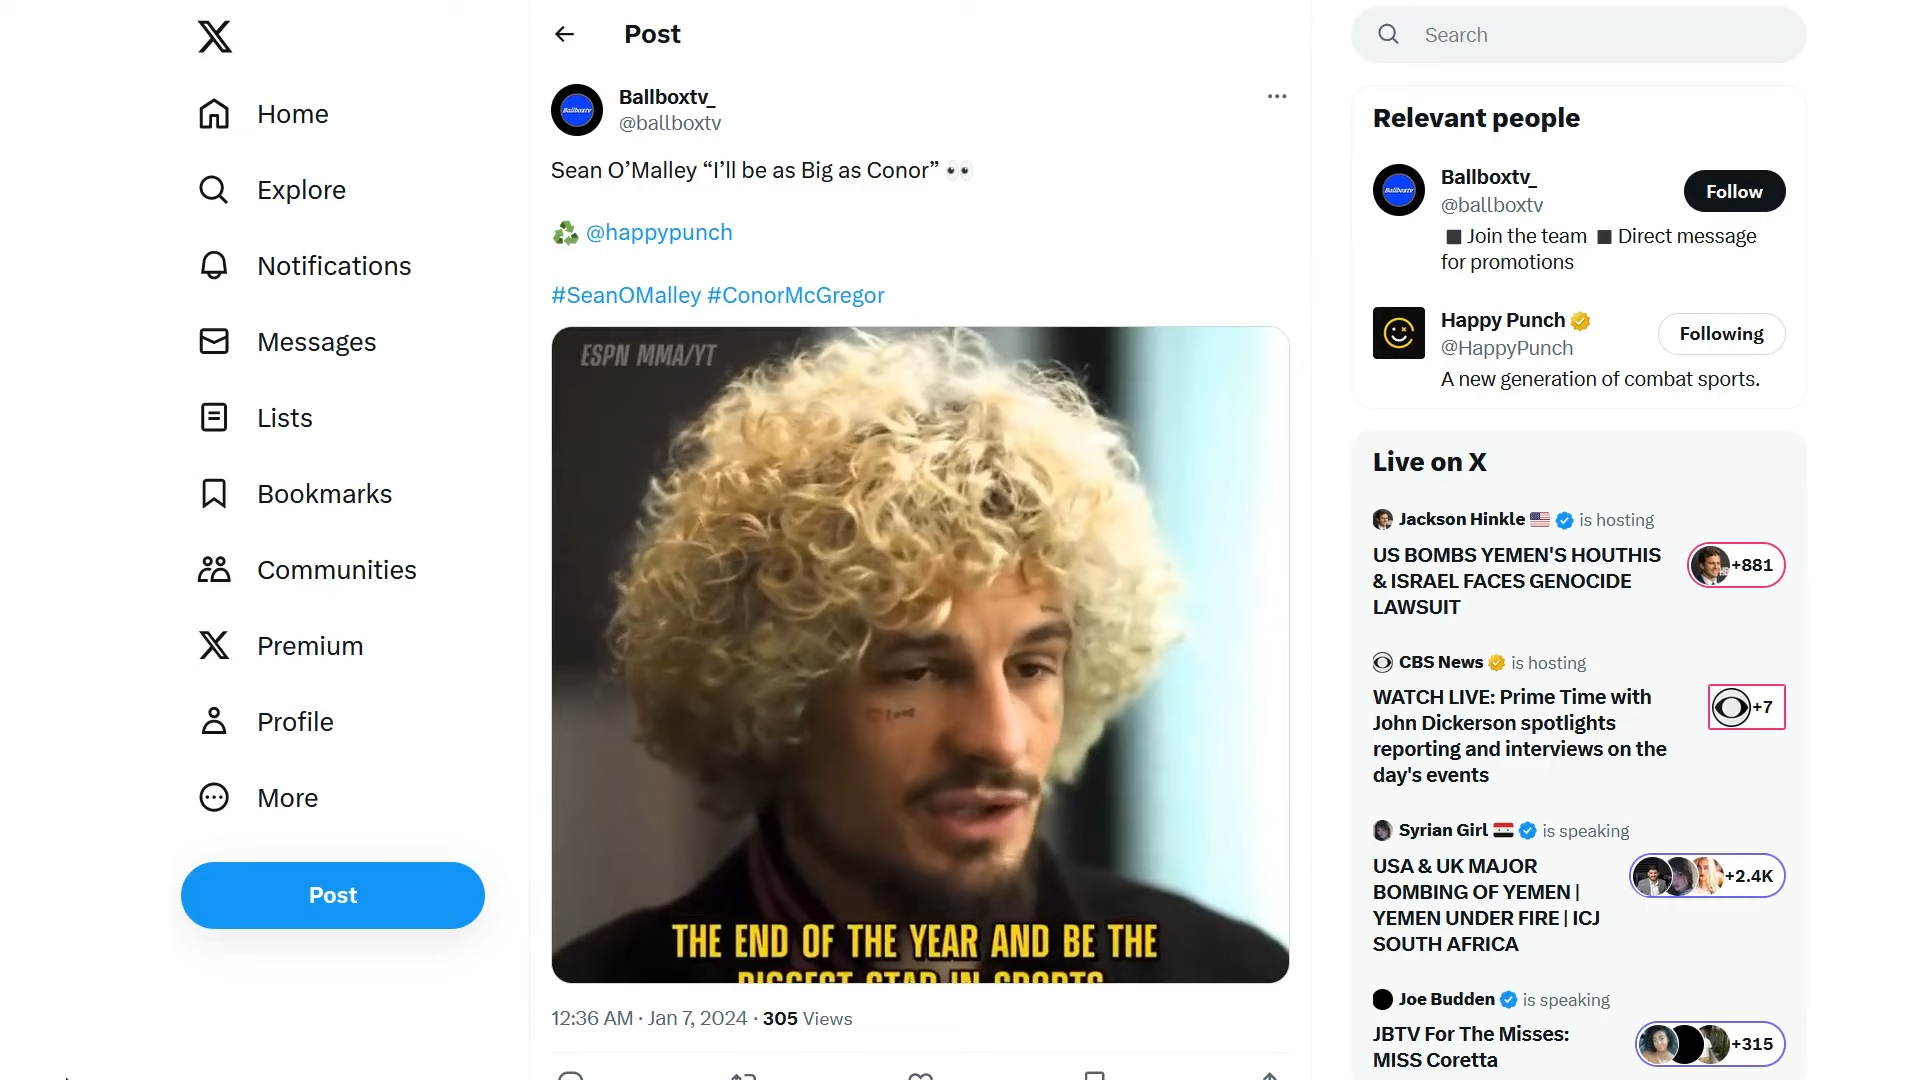 Home
Explore
Notifications
Messages
Lists
Bookmarks
Communities
Premium
Profile
More
Post
Post
Ballboxtv_
@ballboxtv
Sean O’Malley “I’ll be as Big as Conor” 👀
♻️ @happypunch
#SeanOMalley #ConorMcGregor
ESPN MMA/YT
THE END OF THE YEAR AND BE THE
BIGGEST STAR IN SPORTS
12:36 AM · Jan 7, 2024 · 305 Views
Search
Relevant people
Ballboxtv_
@ballboxtv
Follow
◼️ Join the team ◼️ Direct message
for promotions
Happy Punch
@HappyPunch
Following
A new generation of combat sports.
Live on X
Jackson Hinkle 🇺🇸 is hosting
US BOMBS YEMEN'S HOUTHIS
& ISRAEL FACES GENOCIDE
LAWSUIT
+881
CBS News is hosting
WATCH LIVE: Prime Time with
John Dickerson spotlights
reporting and interviews on the
day's events
+7
Syrian Girl 🇸🇾 is speaking
USA & UK MAJOR
BOMBING OF YEMEN |
YEMEN UNDER FIRE | ICJ
SOUTH AFRICA
+2.4K
Joe Budden is speaking
JBTV For The Misses:
MISS Coretta
+315